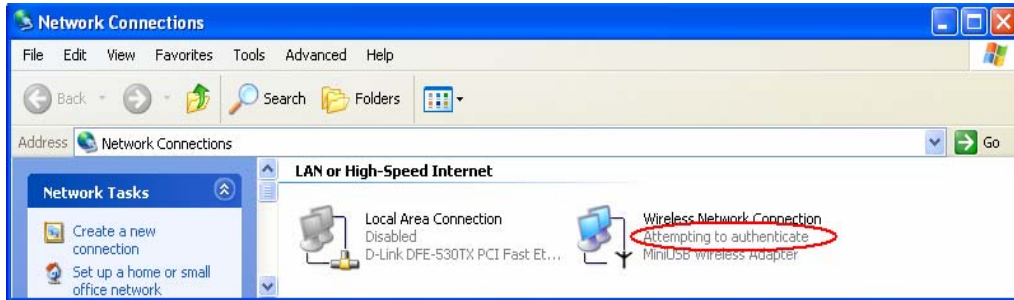 Network Connections
File Edit View Favorites Tools Advanced Help
Back Search Folders
Address Network Connections Go
Network Tasks
Create a new
connection
Set up a home or small
office network
LAN or High-Speed Internet
Local Area Connection
Disabled
D-Link DFE-530TX PCI Fast Et...
Wireless Network Connection
Attempting to authenticate
MiniUSB Wireless Adapter